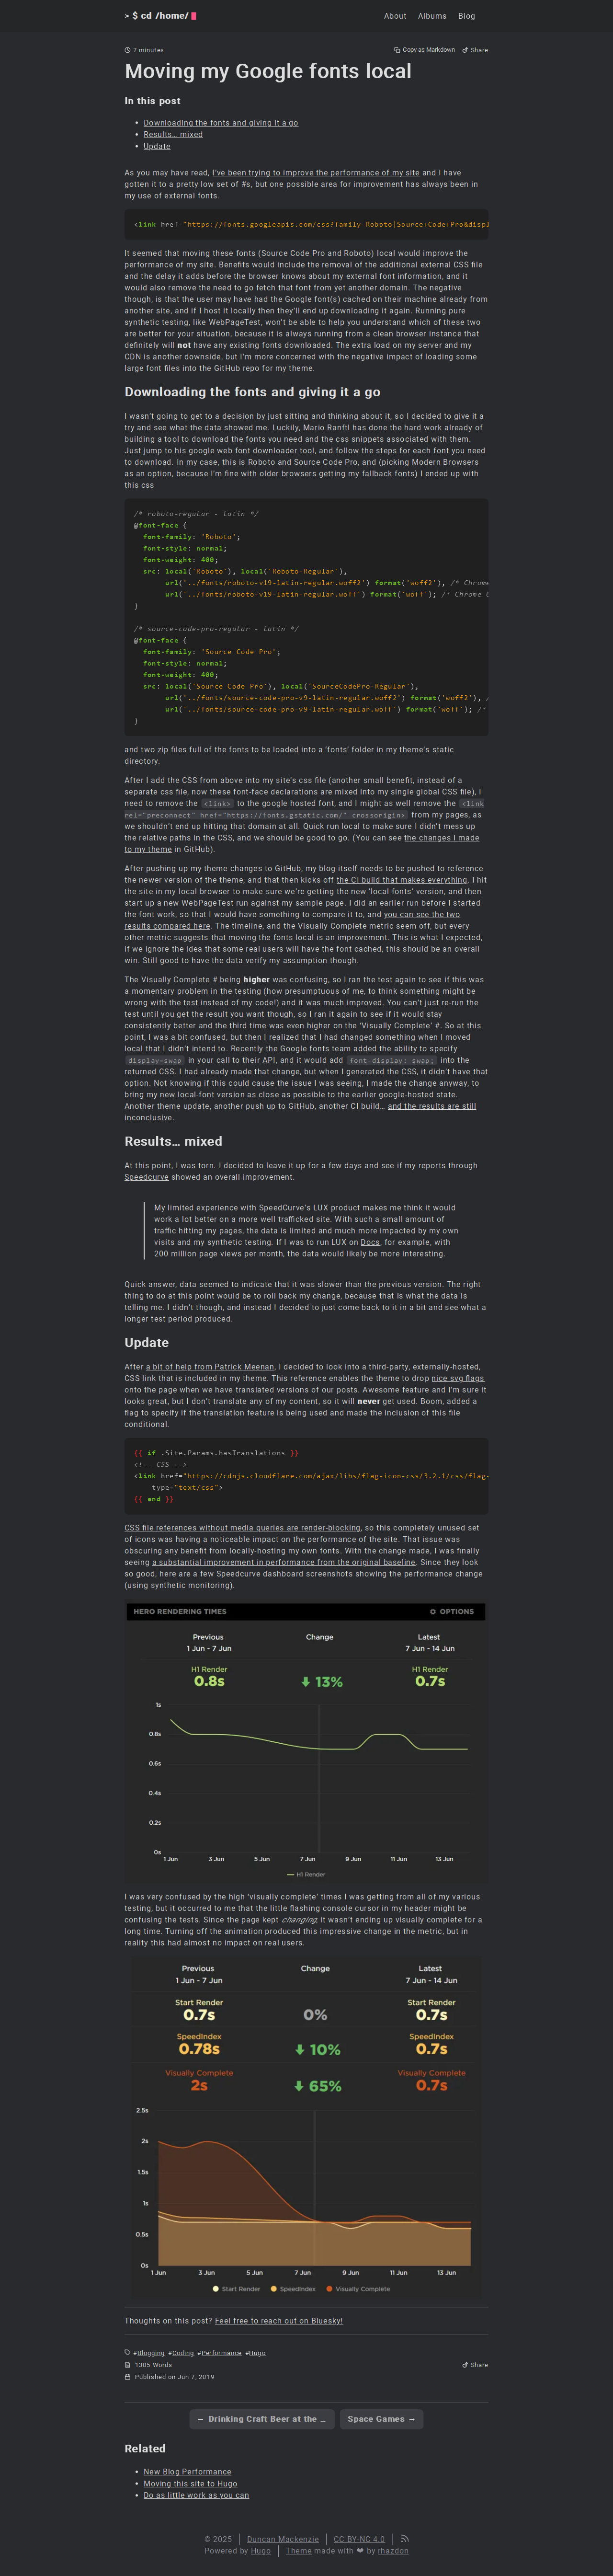 > $ cd /home/
About Albums Blog
7 minutes
Copy as Markdown Share
Moving my Google fonts local
In this post
Downloading the fonts and giving it a go
Results… mixed
Update
As you may have read, I've been trying to improve the performance of my site and I have
gotten it to a pretty low set of #s, but one possible area for improvement has always been in
my use of external fonts.
<link href="https://fonts.googleapis.com/css?family=Roboto|Source+Code+Pro&displ
It seemed that moving these fonts (Source Code Pro and Roboto) local would improve the
performance of my site. Benefits would include the removal of the additional external CSS file
and the delay it adds before the browser knows about my external font information, and it
would also remove the need to go fetch that font from yet another domain. The negative
though, is that the user may have had the Google font(s) cached on their machine already from
another site, and if I host it locally then they'll end up downloading it again. Running pure
synthetic testing, like WebPageTest, won't be able to help you understand which of these two
are better for your situation, because it is always running from a clean browser instance that
definitely will not have any existing fonts downloaded. The extra load on my server and my
CDN is another downside, but I'm more concerned with the negative impact of loading some
large font files into the GitHub repo for my theme.
Downloading the fonts and giving it a go
I wasn't going to get to a decision by just sitting and thinking about it, so I decided to give it a
try and see what the data showed me. Luckily, Mario Ranftl has done the hard work already of
building a tool to download the fonts you need and the css snippets associated with them.
Just jump to his google web font downloader tool, and follow the steps for each font you need
to download. In my case, this is Roboto and Source Code Pro, and (picking Modern Browsers
as an option, because I'm fine with older browsers getting my fallback fonts) I ended up with
this css
/* roboto-regular - latin */
@font-face {
font-family: 'Roboto';
font-style: normal;
font-weight: 400;
src: local('Roboto'), local('Roboto-Regular'),
url('../fonts/roboto-v19-latin-regular.woff2') format('woff2'), /* Chrome
url('../fonts/roboto-v19-latin-regular.woff') format('woff'); /* Chrome 6
}
/* source-code-pro-regular - latin */
@font-face {
font-family: 'Source Code Pro';
font-style: normal;
font-weight: 400;
src: local('Source Code Pro'), local('SourceCodePro-Regular'),
url('../fonts/source-code-pro-v9-latin-regular.woff2') format('woff2'), /
url('../fonts/source-code-pro-v9-latin-regular.woff') format('woff'); /*
}
and two zip files full of the fonts to be loaded into a 'fonts' folder in my theme's static
directory.
After I add the CSS from above into my site's css file (another small benefit, instead of a
separate css file, now these font-face declarations are mixed into my single global CSS file), I
need to remove the <link> to the google hosted font, and I might as well remove the <link
rel="preconnect" href="https://fonts.gstatic.com/" crossorigin> from my pages, as
we shouldn't end up hitting that domain at all. Quick run local to make sure I didn't mess up
the relative paths in the CSS, and we should be good to go. (You can see the changes I made
to my theme in GitHub).
After pushing up my theme changes to GitHub, my blog itself needs to be pushed to reference
the newer version of the theme, and that then kicks off the CI build that makes everything. I hit
the site in my local browser to make sure we're getting the new 'local fonts' version, and then
start up a new WebPageTest run against my sample page. I did an earlier run before I started
the font work, so that I would have something to compare it to, and you can see the two
results compared here. The timeline, and the Visually Complete metric seem off, but every
other metric suggests that moving the fonts local is an improvement. This is what I expected,
if we ignore the idea that some real users will have the font cached, this should be an overall
win. Still good to have the data verify my assumption though.
The Visually Complete # being higher was confusing, so I ran the test again to see if this was
a momentary problem in the testing (how presumptuous of me, to think something might be
wrong with the test instead of my code!) and it was much improved. You can't just re-run the
test until you get the result you want though, so I ran it again to see if it would stay
consistently better and the third time was even higher on the 'Visually Complete' #. So at this
point, I was a bit confused, but then I realized that I had changed something when I moved
local that I didn't intend to. Recently the Google fonts team added the ability to specify
display=swap in your call to their API, and it would add font-display: swap; into the
returned CSS. I had already made that change, but when I generated the CSS, it didn't have that
option. Not knowing if this could cause the issue I was seeing, I made the change anyway, to
bring my new local-font version as close as possible to the earlier google-hosted state.
Another theme update, another push up to GitHub, another CI build… and the results are still
inconclusive.
Results… mixed
At this point, I was torn. I decided to leave it up for a few days and see if my reports through
Speedcurve showed an overall improvement.
My limited experience with SpeedCurve's LUX product makes me think it would
work a lot better on a more well trafficked site. With such a small amount of
traffic hitting my pages, the data is limited and much more impacted by my own
visits and my synthetic testing. If I was to run LUX on Docs, for example, with
200 million page views per month, the data would likely be more interesting.
Quick answer, data seemed to indicate that it was slower than the previous version. The right
thing to do at this point would be to roll back my change, because that is what the data is
telling me. I didn't though, and instead I decided to just come back to it in a bit and see what a
longer test period produced.
Update
After a bit of help from Patrick Meenan, I decided to look into a third-party, externally-hosted,
CSS link that is included in my theme. This reference enables the theme to drop nice svg flags
onto the page when we have translated versions of our posts. Awesome feature and I'm sure it
looks great, but I don't translate any of my content, so it will never get used. Boom, added a
flag to specify if the translation feature is being used and made the inclusion of this file
conditional.
{{ if .Site.Params.hasTranslations }}
<!-- CSS -->
<link href="https://cdnjs.cloudflare.com/ajax/libs/flag-icon-css/3.2.1/css/flag-
type="text/css">
{{ end }}
CSS file references without media queries are render-blocking, so this completely unused set
of icons was having a noticeable impact on the performance of the site. That issue was
obscuring any benefit from locally-hosting my own fonts. With the change made, I was finally
seeing a substantial improvement in performance from the original baseline. Since they look
so good, here are a few Speedcurve dashboard screenshots showing the performance change
(using synthetic monitoring).
HERO RENDERING TIMES OPTIONS
Previous Change Latest
1 Jun - 7 Jun 7 Jun - 14 Jun
H1 Render H1 Render
0.8s 13% 0.7s
1s
0.8s
0.6s
0.4s
0.2s
0s
1 Jun 3 Jun 5 Jun 7 Jun 9 Jun 11 Jun 13 Jun
H1 Render
I was very confused by the high 'visually complete' times I was getting from all of my various
testing, but it occurred to me that the little flashing console cursor in my header might be
confusing the tests. Since the page kept changing, it wasn't ending up visually complete for a
long time. Turning off the animation produced this impressive change in the metric, but in
reality this had almost no impact on real users.
Previous Change Latest
1 Jun - 7 Jun 7 Jun - 14 Jun
Start Render Start Render
0.7s 0% 0.7s
SpeedIndex SpeedIndex
0.78s 10% 0.7s
Visually Complete Visually Complete
2s 65% 0.7s
2.5s
2s
1.5s
1s
0.5s
0s
1 Jun 3 Jun 5 Jun 7 Jun 9 Jun 11 Jun 13 Jun
Start Render SpeedIndex Visually Complete
Thoughts on this post? Feel free to reach out on Bluesky!
#Blogging #Coding #Performance #Hugo
1305 Words
Share
Published on Jun 7, 2019
← Drinking Craft Beer at the …
Space Games →
Related
New Blog Performance
Moving this site to Hugo
Do as little work as you can
© 2025 Duncan Mackenzie CC BY-NC 4.0
Powered by Hugo Theme made with ❤ by rhazdon